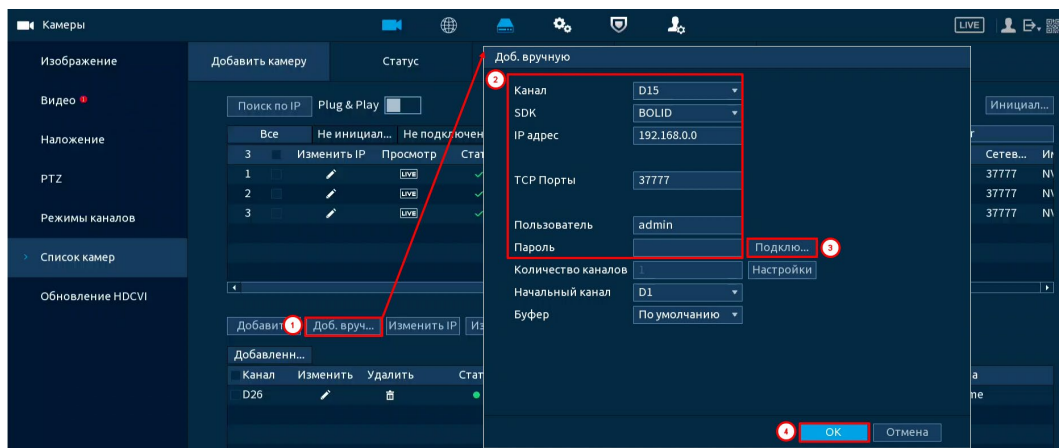 Камеры
LIVE
Изображение
Видео
Наложение
PTZ
Режимы каналов
Список камер
Обновление HDCVI
Добавить камеру Статус
Поиск по IP Plug & Play Инициал...
Все Не инициал... Не подключен
3 Изменить IP Просмотр Стат Сетев...
1 LIVE 37777
2 LIVE 37777
3 LIVE 37777
1 Доб. вруч... Изменить IP Из
Добавленн...
Канал Изменить Удалить Стат
D26
Доб. вручную
2
Канал D15
SDK BOLID
IP адрес 192.168.0.0
TCP Порты 37777
Пользователь admin
Пароль Подклю... 3
Количество каналов 1 Настройки
Начальный канал D1
Буфер По умолчанию
4 OK Отмена